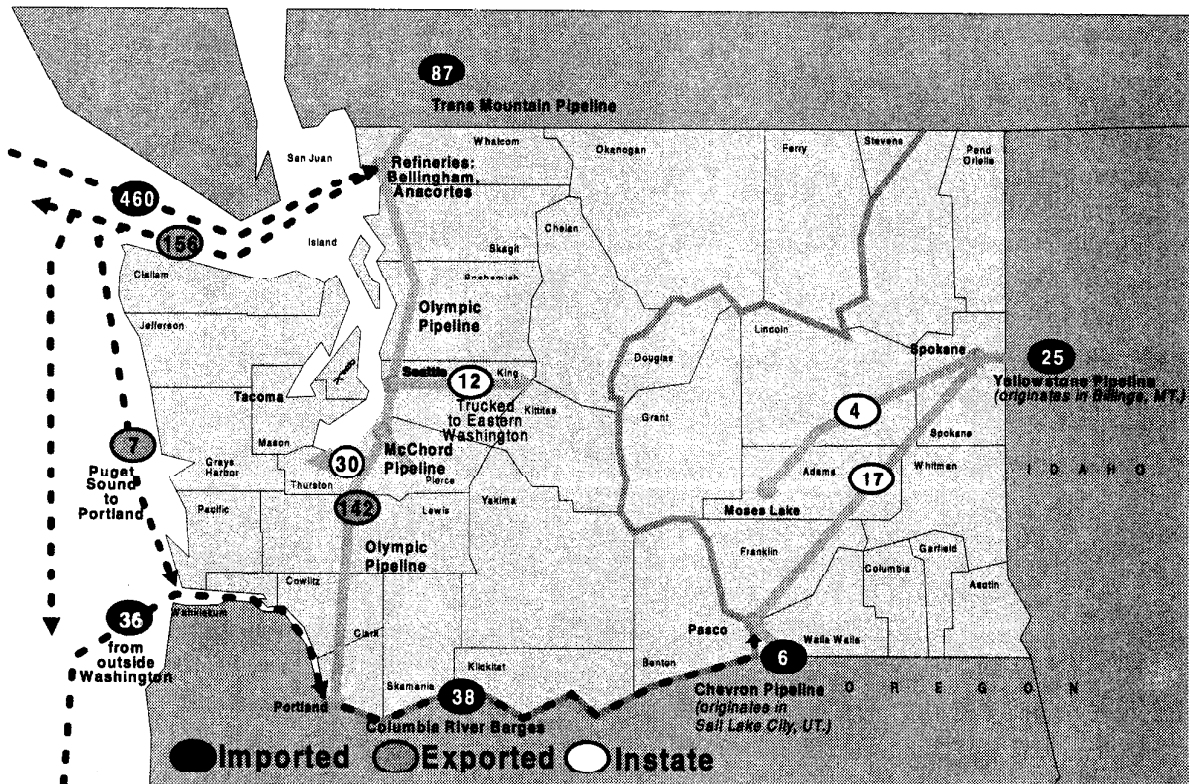 87
Trans Mountain Pipeline
San Juan
Whatcom
Okanogan
Ferry
Stevens
Pend
Orielle
Refineries:
Bellingham,
Anacortes
460
156
Island
Skagit
Chelan
Clallam
Jefferson
Olympic
Pipeline
Douglas
Lincoln
Spokane
25
Yellowstone Pipeline
(originates in Billings, MT.)
Seattle
12
King
Trucked
to Eastern
Washington
Kittitas
Tacoma
Mason
Grant
4
Spokane
7
Puget
Sound
to
Portland
Grays
Harbor
30
McChord
Pipeline
Pierce
Thurston
Adams
17
Whitman
IDAHO
142
Lewis
Yakima
Moses Lake
Pacific
Olympic
Pipeline
Franklin
Columbia
Garfield
Asotin
Cowlitz
Wahkiakum
36
from
outside
Washington
Clark
Pasco
Walla Walla
6
Benton
Klickitat
Skamania
38
Portland
Columbia River Barges
Chevron Pipeline
(originates in
Salt Lake City, UT.)
OREGON
Imported
Exported
Instate